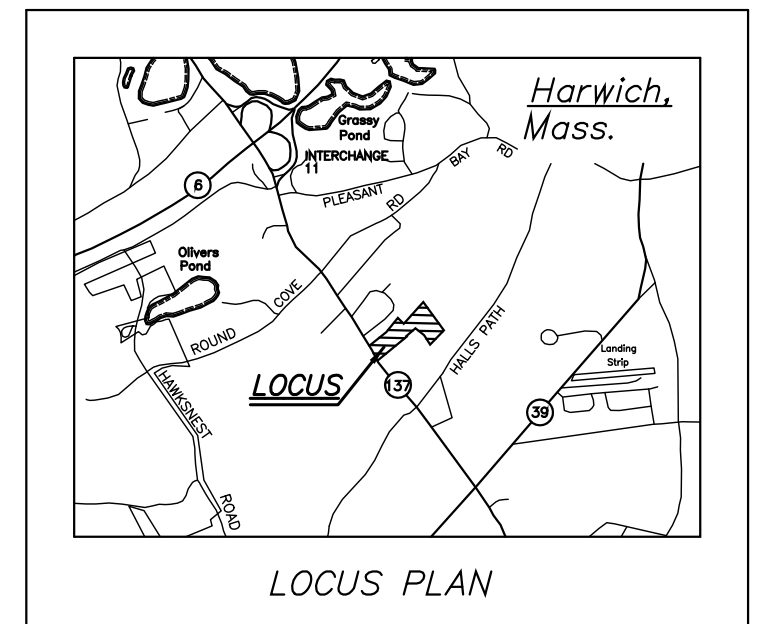 Harwich,
Mass.
Grassy
Pond
INTERCHANGE
11
BAY RD
PLEASANT
RD
6
Olivers
Pond
COVE
ROUND
HALLS PATH
Landing
Strip
LOCUS
137
39
HAWKSNEST
ROAD
LOCUS PLAN